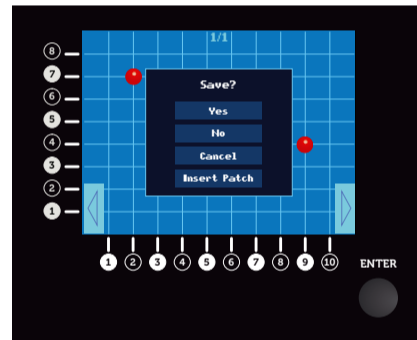 1/1
8
7
6
5
4
3
2
1
Save?
Yes
No
Cancel
Insert Patch
1 2 3 4 5 6 7 8 9 10
ENTER